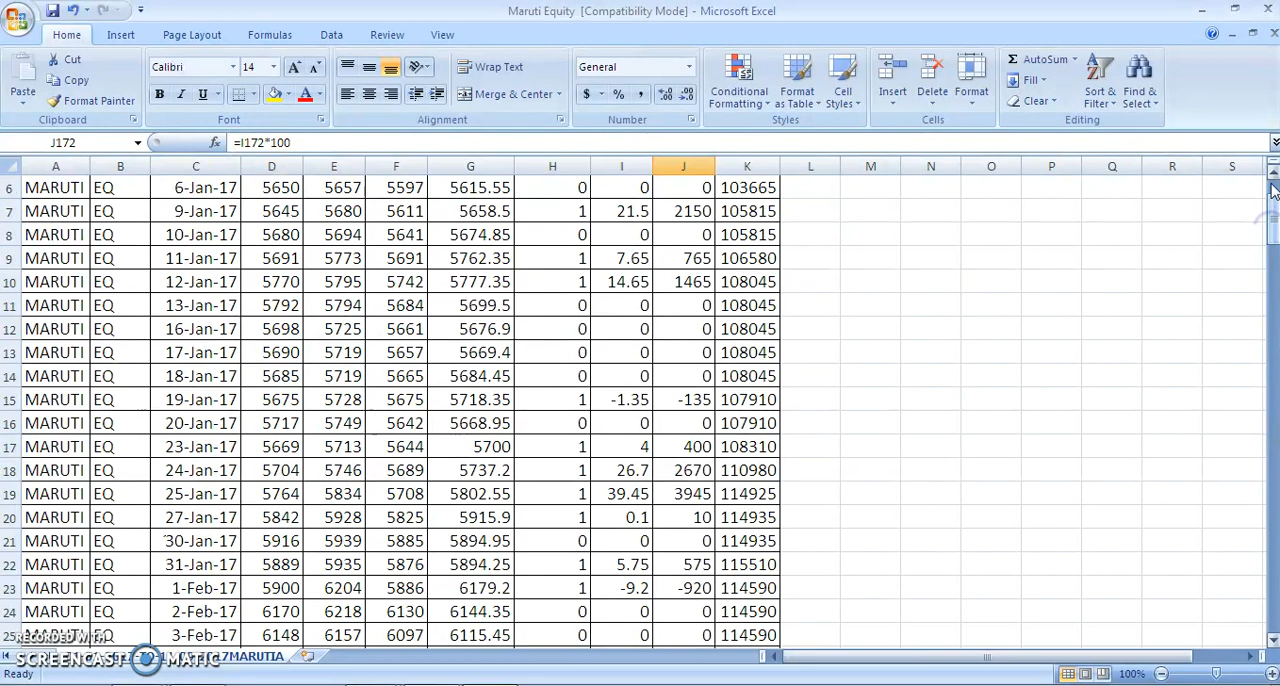 Maruti Equity [Compatibility Mode] - Microsoft Excel
Home Insert Page Layout Formulas Data Review View
Paste Cut Copy Format Painter Clipboard
Calibri 14 A A B I U A Font
Wrap Text Merge & Center Alignment
General $ % , Number
Conditional Formatting Format as Table Cell Styles Styles
Insert Delete Format Cells
Σ AutoSum Fill Clear Sort & Filter Find & Select Editing
J172 fx =I172*100
A B C D E F G H I J K L M N O P Q R S
6 MARUTI EQ 6-Jan-17 5650 5657 5597 5615.55 0 0 0 103665
7 MARUTI EQ 9-Jan-17 5645 5680 5611 5658.5 1 21.5 2150 105815
8 MARUTI EQ 10-Jan-17 5680 5694 5641 5674.85 0 0 0 105815
9 MARUTI EQ 11-Jan-17 5691 5773 5691 5762.35 1 7.65 765 106580
10 MARUTI EQ 12-Jan-17 5770 5795 5742 5777.35 1 14.65 1465 108045
11 MARUTI EQ 13-Jan-17 5792 5794 5684 5699.5 0 0 0 108045
12 MARUTI EQ 16-Jan-17 5698 5725 5661 5676.9 0 0 0 108045
13 MARUTI EQ 17-Jan-17 5690 5719 5657 5669.4 0 0 0 108045
14 MARUTI EQ 18-Jan-17 5685 5719 5665 5684.45 0 0 0 108045
15 MARUTI EQ 19-Jan-17 5675 5728 5675 5718.35 1 -1.35 -135 107910
16 MARUTI EQ 20-Jan-17 5717 5749 5642 5668.95 0 0 0 107910
17 MARUTI EQ 23-Jan-17 5669 5713 5644 5700 1 4 400 108310
18 MARUTI EQ 24-Jan-17 5704 5746 5689 5737.2 1 26.7 2670 110980
19 MARUTI EQ 25-Jan-17 5764 5834 5708 5802.55 1 39.45 3945 114925
20 MARUTI EQ 27-Jan-17 5842 5928 5825 5915.9 1 0.1 10 114935
21 MARUTI EQ 30-Jan-17 5916 5939 5885 5894.95 0 0 0 114935
22 MARUTI EQ 31-Jan-17 5889 5935 5876 5894.25 1 5.75 575 115510
23 MARUTI EQ 1-Feb-17 5900 6204 5886 6179.2 1 -9.2 -920 114590
24 MARUTI EQ 2-Feb-17 6170 6218 6130 6144.35 0 0 0 114590
25 EQ 3-Feb-17 6148 6157 6097 6115.45 0 0 0 114590
RECORDED WITH
SCREENCAST MATIC
Ready 100%